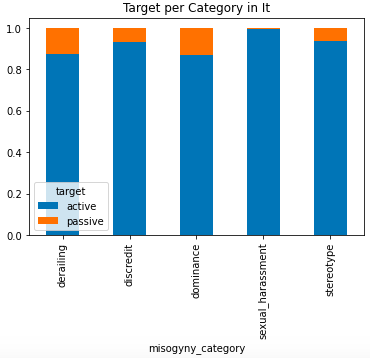 Target per Category in It
1.0
0.8
0.6
0.4
0.2
0.0
target
active
passive
derailing
discredit
dominance
sexual_harassment
stereotype
misogyny_category